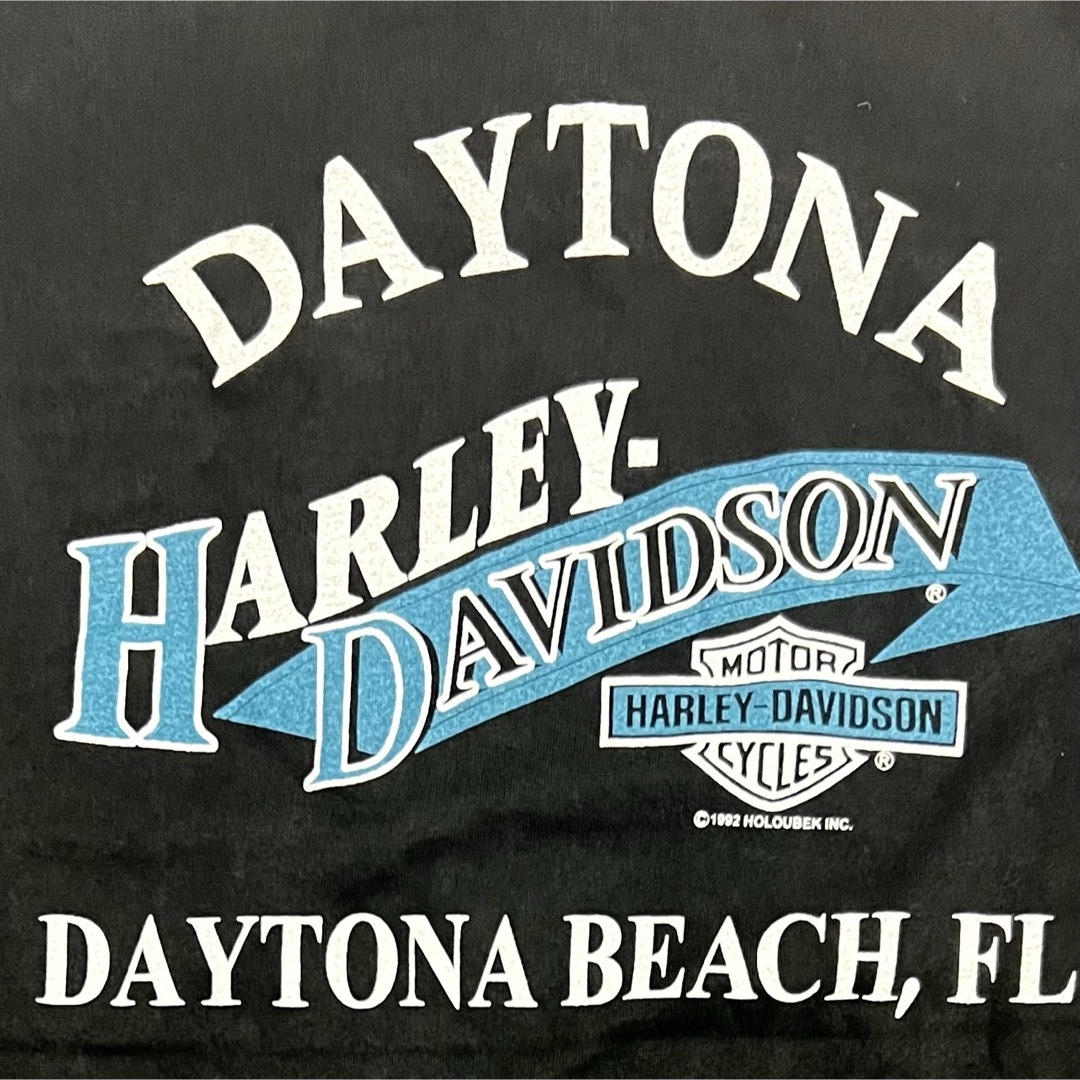 DAYTONA
HARLEY-
DAVIDSON®
MOTOR
HARLEY-DAVIDSON
CYCLES®
©1992 HOLOUBEK INC.
DAYTONA BEACH, FL